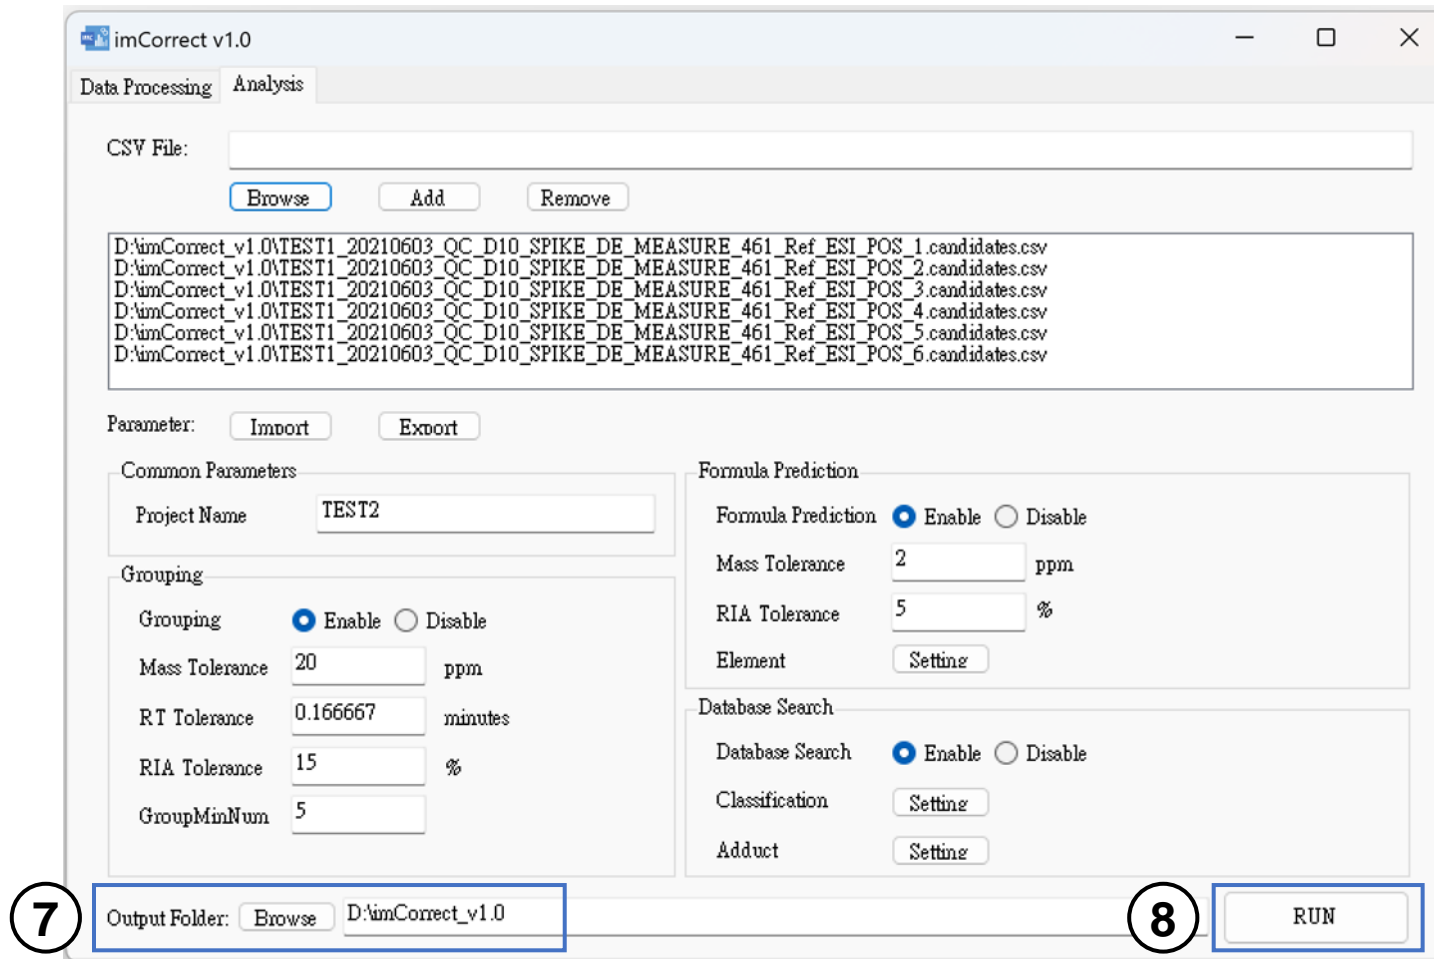 imCorrect v1.0
Data Processing Analysis
CSV File:
Browse Add Remove
D:\imCorrect_v1.0\TEST1_20210603_QC_D10_SPIKE_DE_MEASURE_461_Ref_ESI_POS_1.candidates.csv
D:\imCorrect_v1.0\TEST1_20210603_QC_D10_SPIKE_DE_MEASURE_461_Ref_ESI_POS_2.candidates.csv
D:\imCorrect_v1.0\TEST1_20210603_QC_D10_SPIKE_DE_MEASURE_461_Ref_ESI_POS_3.candidates.csv
D:\imCorrect_v1.0\TEST1_20210603_QC_D10_SPIKE_DE_MEASURE_461_Ref_ESI_POS_4.candidates.csv
D:\imCorrect_v1.0\TEST1_20210603_QC_D10_SPIKE_DE_MEASURE_461_Ref_ESI_POS_5.candidates.csv
D:\imCorrect_v1.0\TEST1_20210603_QC_D10_SPIKE_DE_MEASURE_461_Ref_ESI_POS_6.candidates.csv
Parameter: Import Export
Common Parameters
Project Name TEST2
Grouping
Grouping Enable Disable
Mass Tolerance 20 ppm
RT Tolerance 0.166667 minutes
RIA Tolerance 15 %
GroupMinNum 5
Formula Prediction
Formula Prediction Enable Disable
Mass Tolerance 2 ppm
RIA Tolerance 5 %
Element Setting
Database Search
Database Search Enable Disable
Classification Setting
Adduct Setting
7 Output Folder: Browse D:\imCorrect_v1.0
8 RUN